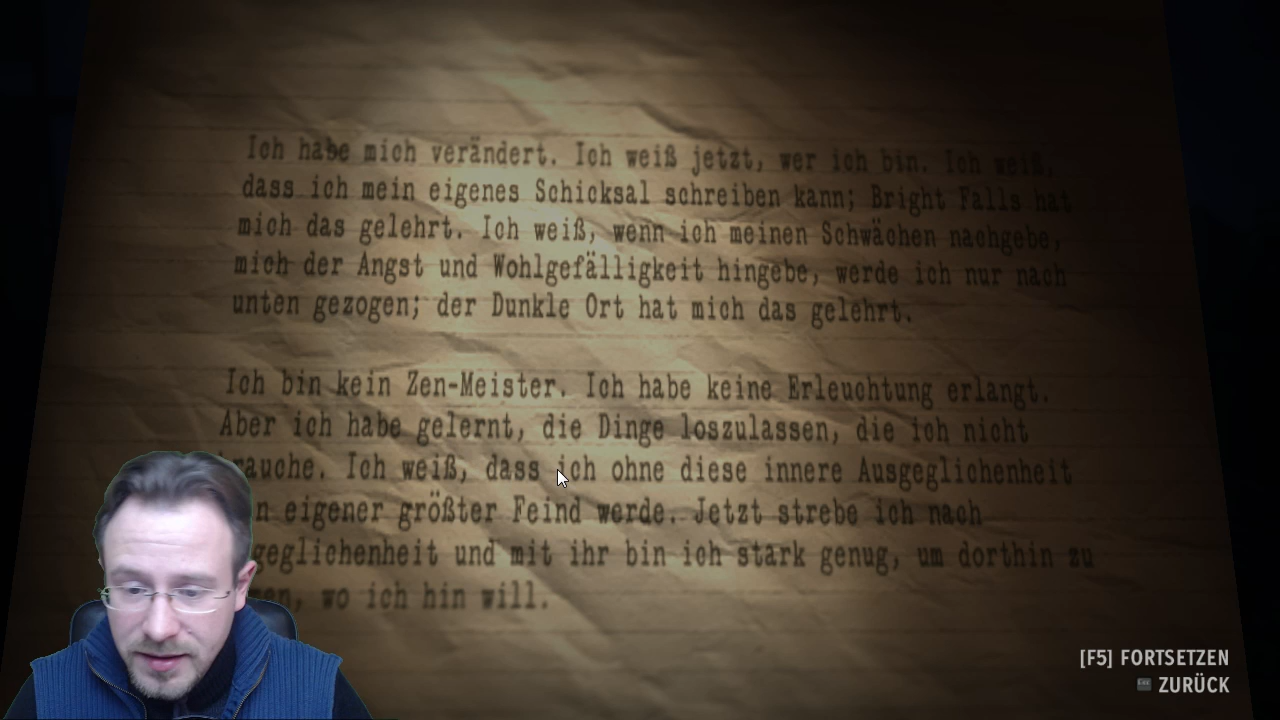 Ich habe mich verändert. Ich weiß jetzt, wer ich bin. Ich weiß,
dass ich mein eigenes Schicksal schreiben kann; Bright Falls hat
mich das gelehrt. Ich weiß, wenn ich meinen Schwächen nachgebe,
mich der Angst und Wohlgefälligkeit hingebe, werde ich nur nach
unten gezogen; der Dunkle Ort hat mich das gelehrt.
Ich bin kein Zen-Meister. Ich habe keine Erleuchtung erlangt.
Aber ich habe gelernt, die Dinge loszulassen, die ich nicht
Ich weiß, dass ich ohne diese innere Ausgeglichenheit
eigener größter Feind werde. Jetzt strebe ich nach
und mit ihr bin ich stark genug, um dorthin zu
wo ich hin will.
[F5] FORTSETZEN
ZURÜCK